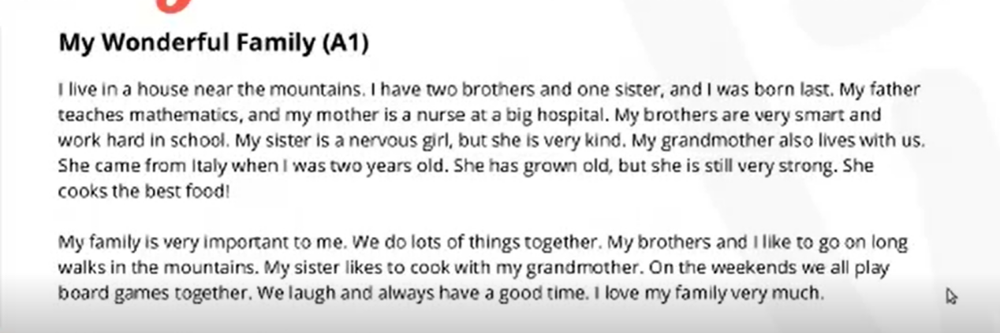 My Wonderful Family (A1)
I live in a house near the mountains. I have two brothers and one sister, and I was born last. My father
teaches mathematics, and my mother is a nurse at a big hospital. My brothers are very smart and
work hard in school. My sister is a nervous girl, but she is very kind. My grandmother also lives with us.
She came from Italy when I was two years old. She has grown old, but she is still very strong. She
cooks the best food!
My family is very important to me. We do lots of things together. My brothers and I like to go on long
walks in the mountains. My sister likes to cook with my grandmother. On the weekends we all play
board games together. We laugh and always have a good time. I love my family very much.